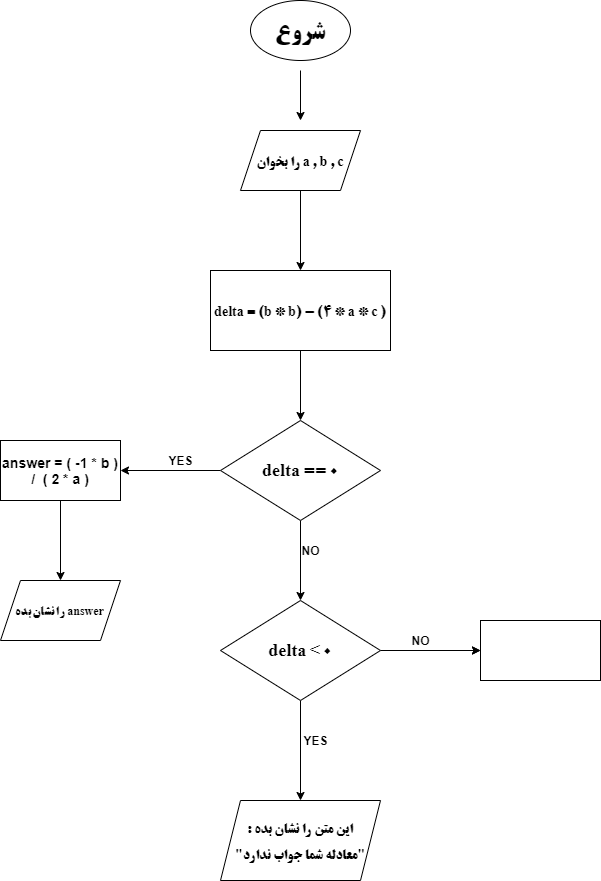 شروع
a , b , c را بخوان
delta = (b * b) – (۴ * a * c )
delta == ۰
YES
answer = ( -1 * b )
/ ( 2 * a )
NO
answer را نشان بده
delta < ۰
NO
YES
این متن را نشان بده :
"معادله شما جواب ندارد"